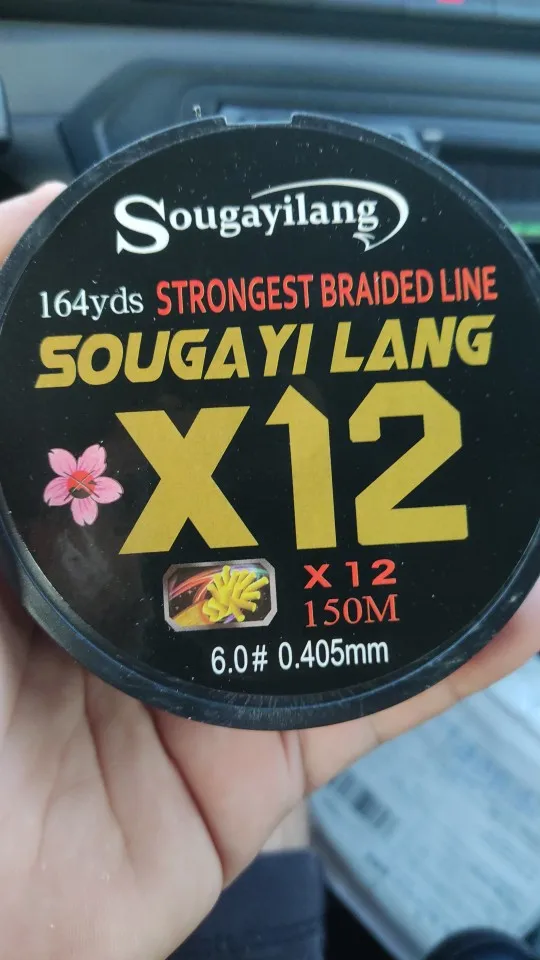 Sougayilang
164yds STRONGEST BRAIDED LINE
SOUGAYI LANG
X12
X12
150M
6.0# 0.405mm